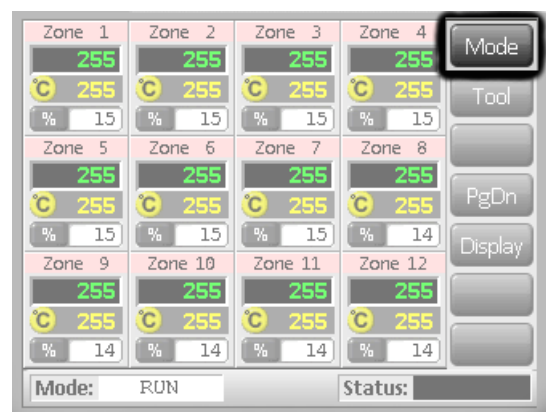 Zone 1 Zone 2 Zone 3 Zone 4 Mode
255 255 255 255
°C 255 °C 255 °C 255 °C 255 Tool
% 15 % 15 % 15 % 15
Zone 5 Zone 6 Zone 7 Zone 8
255 255 255 255
°C 255 °C 255 °C 255 °C 255 PgDn
% 15 % 15 % 15 % 14
Zone 9 Zone 10 Zone 11 Zone 12 Display
255 255 255 255
°C 255 °C 255 °C 255 °C 255
% 14 % 14 % 14 % 14
Mode: RUN Status: